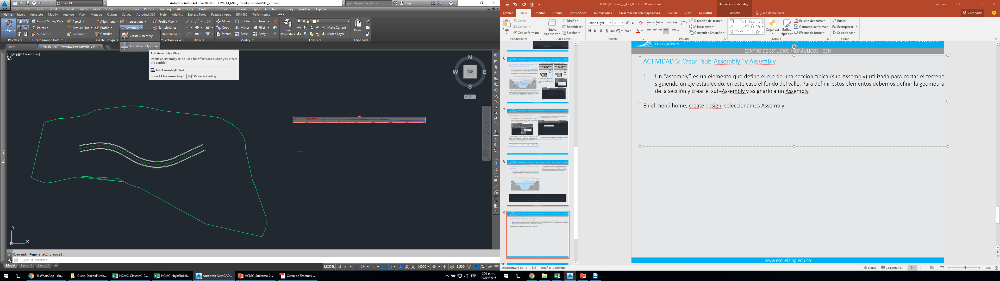 Autodesk AutoCAD Civil 3D 2016   CIVIL3D_MDT_TrazadoCorredorValle_V1.dwg
Civil 3D
Type a keyword or phrase
Sign In
File Edit View Insert General Survey Points Surfaces Lines/Curves Parcels Grading Alignments Profiles Corridors Sections Pipes Annotation Inquiry Window Express
Home Insert Annotate Modify Analyze View Manage Output Survey Autodesk 360 Help Add-ins Express Tools Featured Apps BIM 360 Performance
Toolspace
Import Survey Data
Points
Surfaces
Parcel
Feature Line
Grading
Alignment
Profile
Corridor
Intersections
Assembly
Profile View
Sample Lines
Section Views
Move
Copy
Stretch
Rotate
Mirror
Scale
Trim
Fillet
Array
Layer Properties
0
Make Current
Match Layer
Paste
Palettes
Create Ground Data
Create Design
& Section Views
Draw
Modify
Layers
Clipboard
Create Assembly
Add Assembly Offset
Start
CIVIL3D_MDT_TrazadoCorredorValle_V1*
[−][Top][2D Wireframe]
Add Assembly Offset
Inserts an assembly to be used for offset roads when you create
the corridor
AddAssemblyOffset
Press F1 for more help
Video is loading...
N
W
TOP
E
S
WCS
Toolspace
Y
X
Command: Regenerating model.
Type a command
Model Layout1 Layout2
MODEL
1:1000
3.500
(1) WhatsApp - Go...
Curso_DisenoFluvia...
HCMC_Clases v1_0....
HCMC_HojaGlobal...
Autodesk AutoCAD...
HCMC_Subtema_2...
Curso de Sistemas ...
ESP
5:53 p. m.
19/09/2016
HCMC_Subtema_2_4 v1_0.pptx - PowerPoint
Herramientas de dibujo
Inic. ses.
Archivo Inicio Insertar Diseño Transiciones Animaciones Presentación con diapositivas Revisar Vista ACROBAT Formato ¿Qué desea hacer?
Compartir
Pegar
Cortar
Copiar
Copiar formato
Nueva diapositiva
Diseño
Restablecer
Sección
Calibri Light
14
N K S S abc AV Aa A
Dirección del texto
Alinear texto
Convertir a SmartArt
Organizar
Estilos rápidos
Relleno de forma
Contorno de forma
Efectos de forma
Buscar
Reemplazar
Seleccionar
Portapapeles
Diapositivas
Fuente
Párrafo
Dibujo
Editar
6
7
8
9
10
HERRAMIENTAS COMPUTACIONALES PARA EL DISEÑO Y MODELACIÓN DE CAUCES
JULIO GARAVITO
CENTRO DE ESTUDIOS HIDRÁULICOS - CEH
ACTIVIDAD 6: Crear “sub-Assembly” y Assembly.
1. Un “assembly” es un elemento que define el eje de una sección típica (sub-Assembly) utilizada para cortar el terreno
siguiendo un eje establecido, en este caso el fondo del valle. Para definir estos elementos debemos definir la geometría
de la sección y crear el sub-Assembly y asignarlo a un Assembly.
En el menú home, create design, seleccionamos Assembly
www.escuelaing.edu.co
Diapositiva 9 de 10
Español (Colombia)
Notas
Comentarios
125%